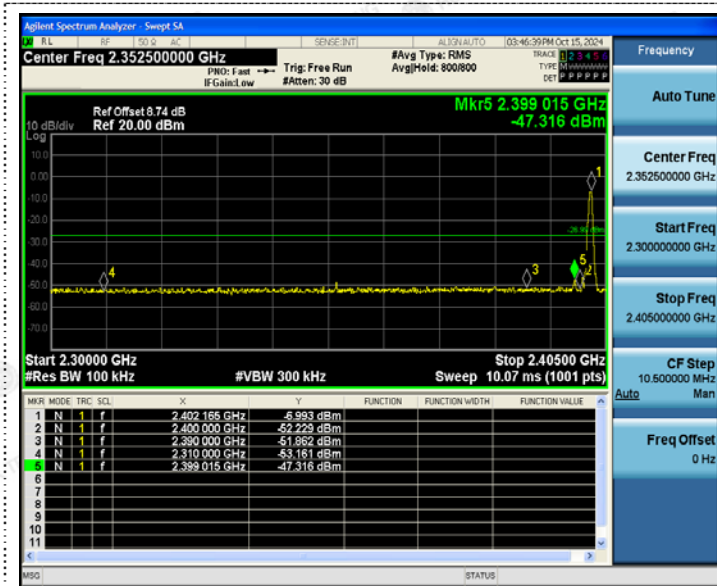 Agilent Spectrum Analyzer - Swept SA
RL RF 50 Ω AC SENSE:INT ALIGNAUTO 03:46:39 PM Oct 15, 2024
Center Freq 2.352500000 GHz
PNO: Fast
IFGain:Low
Trig: Free Run
#Atten: 30 dB
#Avg Type: RMS
Avg|Hold: 800/800
TRACE 1 2 3 4 5 6
TYPE M
DET P P P P P P
Frequency
Auto Tune
Mkr5 2.399 015 GHz
-47.316 dBm
Ref Offset 8.74 dB
10 dB/div Ref 20.00 dBm
Log
10.0
0.00
-10.0
-20.0
-30.0
-40.0
-60.0
-70.0
1
4
3
5
2
Start 2.30000 GHz Stop 2.40500 GHz
#Res BW 100 kHz #VBW 300 kHz Sweep 10.07 ms (1001 pts)
MKR MODE TRC SCL X Y FUNCTION FUNCTION WIDTH FUNCTION VALUE
1 N 1 f 2.402 165 GHz -6.993 dBm
2 N 1 f 2.400 000 GHz -52.229 dBm
3 N 1 f 2.390 000 GHz -51.862 dBm
4 N 1 f 2.310 000 GHz -53.161 dBm
5 N 1 f 2.399 015 GHz -47.316 dBm
6
7
8
9
10
11
Center Freq
2.352500000 GHz
Start Freq
2.300000000 GHz
Stop Freq
2.405000000 GHz
CF Step
10.500000 MHz
Auto Man
Freq Offset
0 Hz
MSG STATUS